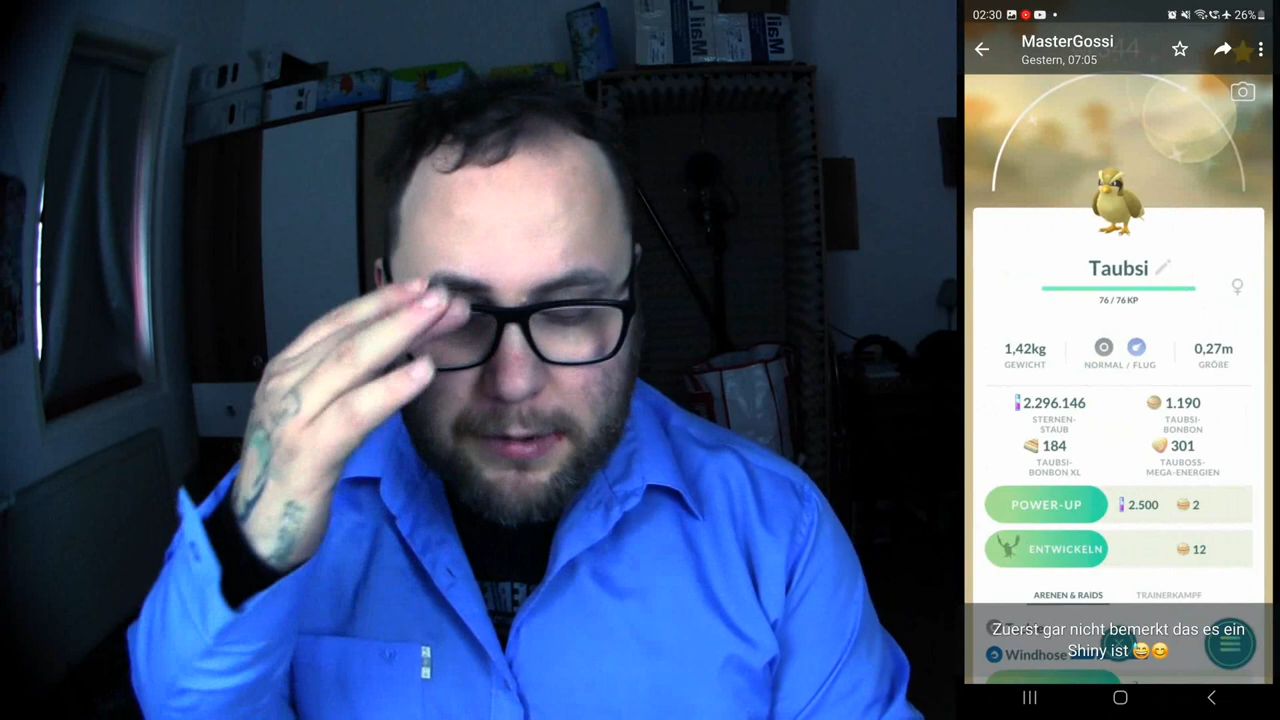 Mail
Mail
02:30
26%
MasterGossi
Gestern, 07:05
Taubsi
76 / 76 KP
1,42kg
GEWICHT
NORMAL / FLUG
0,27m
GRÖßE
2.296.146
STERNEN-
STAUB
1.190
TAUBSI-
BONBON
184
TAUBSI-
BONBON XL
301
TAUBOSS-
MEGA-ENERGIEN
POWER-UP
2.500
2
ENTWICKELN
12
ARENEN & RAIDS
TRAINERKAMPF
Zuerst gar nicht bemerkt das es ein
Shiny ist 😅😊
Windhose